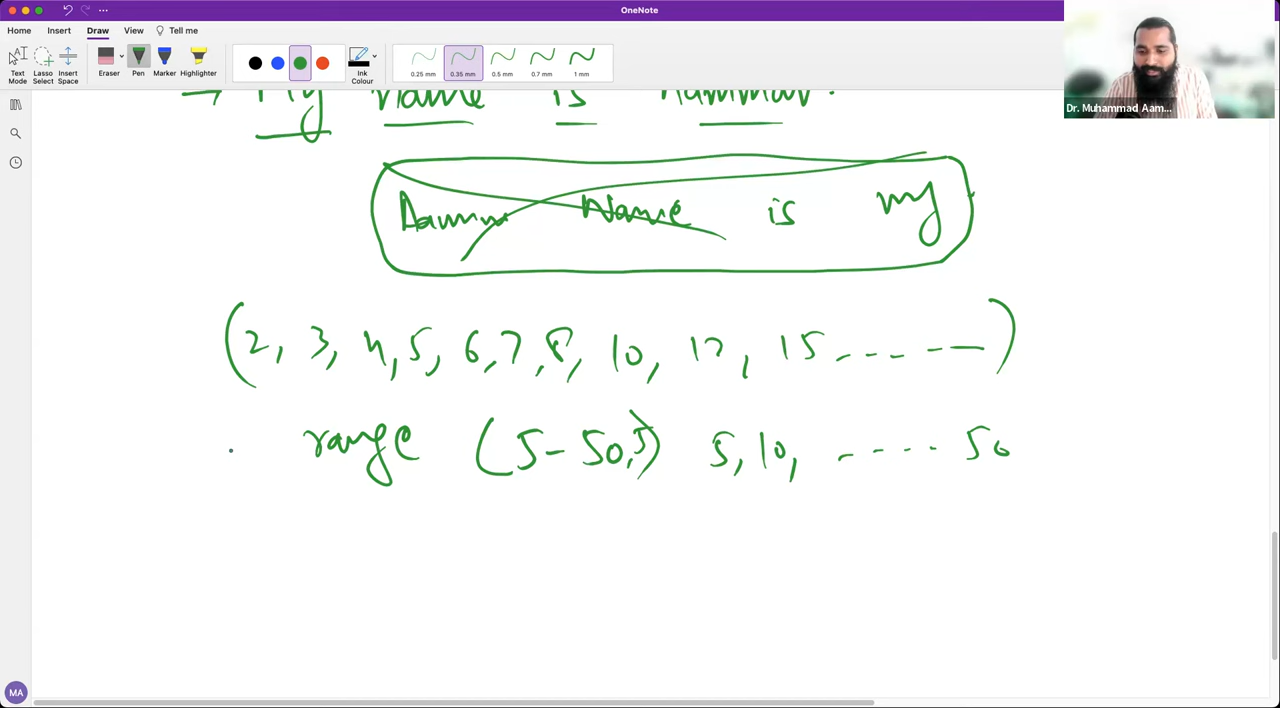 OneNote
Home Insert Draw View Tell me
Text Mode Lasso Select Insert Space Eraser Pen Marker Highlighter Ink Colour 0.25 mm 0.35 mm 0.5 mm 0.7 mm 1 mm
Dr. Muhammad Aam...
→ My Name is Hammad.
Name is my
(2, 3, 4, 5, 6, 7, 8, 10, 12, 15 ... — )
range (5-50,5) 5, 10, ..... 50
MA